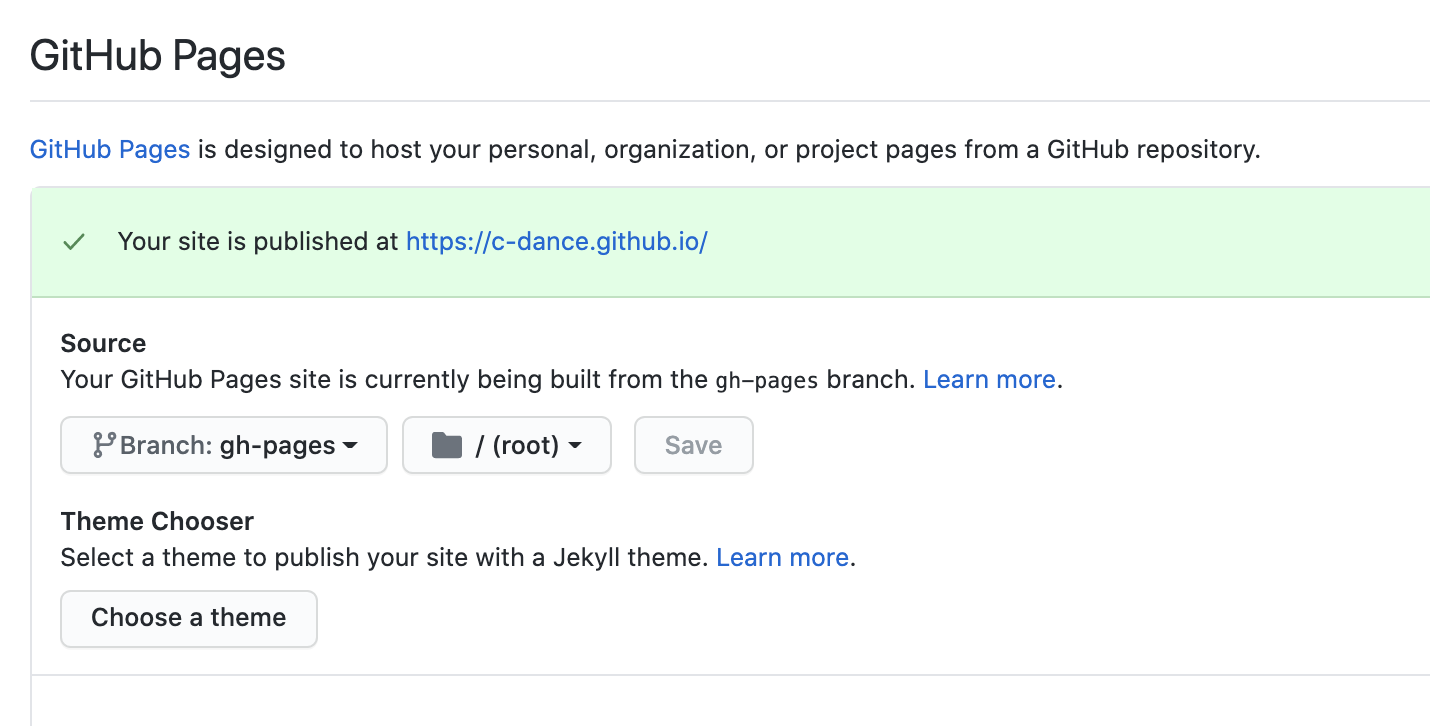 GitHub Pages
GitHub Pages is designed to host your personal, organization, or project pages from a GitHub repository.
Your site is published at https://c-dance.github.io/
Source
Your GitHub Pages site is currently being built from the gh-pages branch. Learn more.
Branch: gh-pages / (root) Save
Theme Chooser
Select a theme to publish your site with a Jekyll theme. Learn more.
Choose a theme